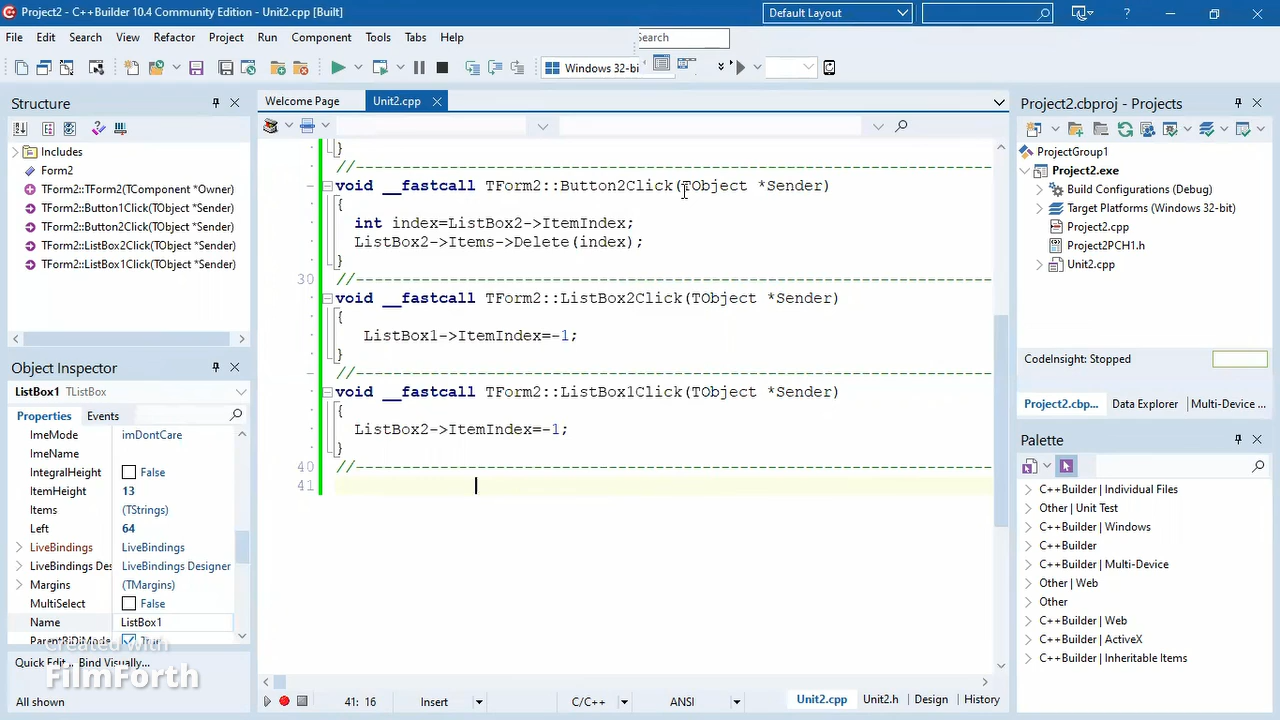 Project2 - C++Builder 10.4 Community Edition - Unit2.cpp [Built]
Default Layout
File Edit Search View Refactor Project Run Component Tools Tabs Help
Search
Windows 32-bi
Structure
Includes
Form2
TForm2::TForm2(TComponent *Owner)
TForm2::Button1Click(TObject *Sender)
TForm2::Button2Click(TObject *Sender)
TForm2::ListBox2Click(TObject *Sender)
TForm2::ListBox1Click(TObject *Sender)
Object Inspector
ListBox1 TListBox
Properties Events
ImeMode imDontCare
ImeName
IntegralHeight False
ItemHeight 13
Items (TStrings)
Left 64
LiveBindings LiveBindings
LiveBindings Des LiveBindings Designer
Margins (TMargins)
MultiSelect False
Name ListBox1
ParentBiDiMode True
Quick Edit... Bind Visually...
All shown
Created with
FilmForth
Welcome Page Unit2.cpp
}
//----------------------------------------------------------------------
void __fastcall TForm2::Button2Click(TObject *Sender)
{
int index=ListBox2->ItemIndex;
ListBox2->Items->Delete(index);
}
30 //----------------------------------------------------------------------
void __fastcall TForm2::ListBox2Click(TObject *Sender)
{
ListBox1->ItemIndex=-1;
}
//----------------------------------------------------------------------
void __fastcall TForm2::ListBox1Click(TObject *Sender)
{
ListBox2->ItemIndex=-1;
}
40 //----------------------------------------------------------------------
41
41: 16 Insert C/C++ ANSI Unit2.cpp Unit2.h Design History
Project2.cbproj - Projects
ProjectGroup1
Project2.exe
Build Configurations (Debug)
Target Platforms (Windows 32-bit)
Project2.cpp
Project2PCH1.h
Unit2.cpp
CodeInsight: Stopped
Project2.cbp... Data Explorer Multi-Device ...
Palette
C++Builder | Individual Files
Other | Unit Test
C++Builder | Windows
C++Builder
C++Builder | Multi-Device
Other | Web
Other
C++Builder | Web
C++Builder | ActiveX
C++Builder | Inheritable Items